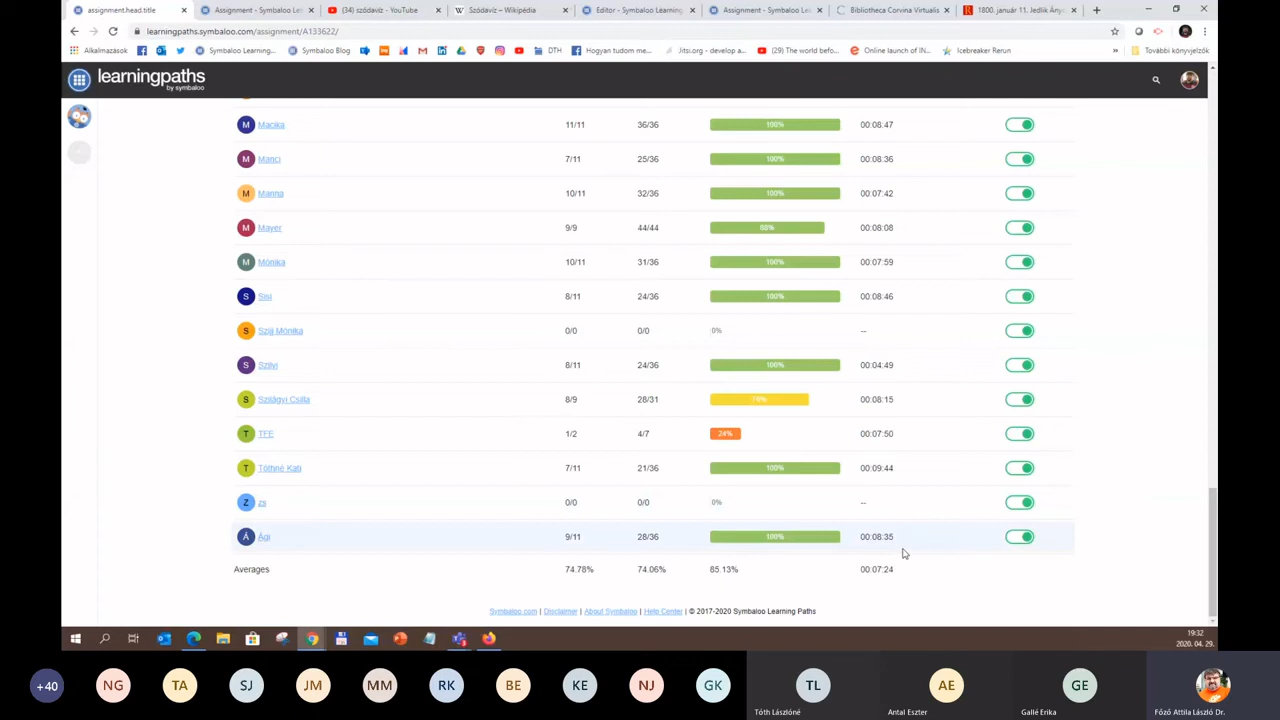 assignment.head.title
Assignment - Symbaloo Les
(34) szódavíz - YouTube
Szódavíz – Wikipédia
Editor - Symbaloo Learning
Assignment - Symbaloo Le
Bibliotheca Corvina Virtualis
1800. január 11. Jedlik Ányo
learningpaths.symbaloo.com/assignment/A133622/
Alkalmazások
Symbaloo Learning...
Symbaloo Blog
DTH
Hogyan tudom me...
Jitsi.org - develop a...
(29) The world befo...
Online launch of IN...
Icebreaker Rerun
»
További könyvjelzők
learningpaths
by symbaloo
M Macika 11/11 36/36 100% 00:08:47
M Manci 7/11 25/36 100% 00:08:36
M Manna 10/11 32/36 100% 00:07:42
M Mayer 9/9 44/44 88% 00:08:08
M Mónika 10/11 31/36 100% 00:07:59
S Sisi 8/11 24/36 100% 00:08:46
S Szijj Mónika 0/0 0/0 0% --
S Szilvi 8/11 24/36 100% 00:04:49
S Szilágyi Csilla 8/9 28/31 00:08:15
T TFE 1/2 4/7 24% 00:07:50
T Tóthné Kati 7/11 21/36 100% 00:09:44
Z zs 0/0 0/0 0% --
Á Ági 9/11 28/36 100% 00:08:35
Averages 74.78% 74.06% 85.13% 00:07:24
Symbaloo.com | Disclaimer | About Symbaloo | Help Center | © 2017-2020 Symbaloo Learning Paths
19:32
2020. 04. 29.
+40 NG TA SJ JM MM RK BE KE NJ GK TL AE GE
Tóth Lászlóné
Antal Eszter
Gallé Erika
Főző Attila László Dr.